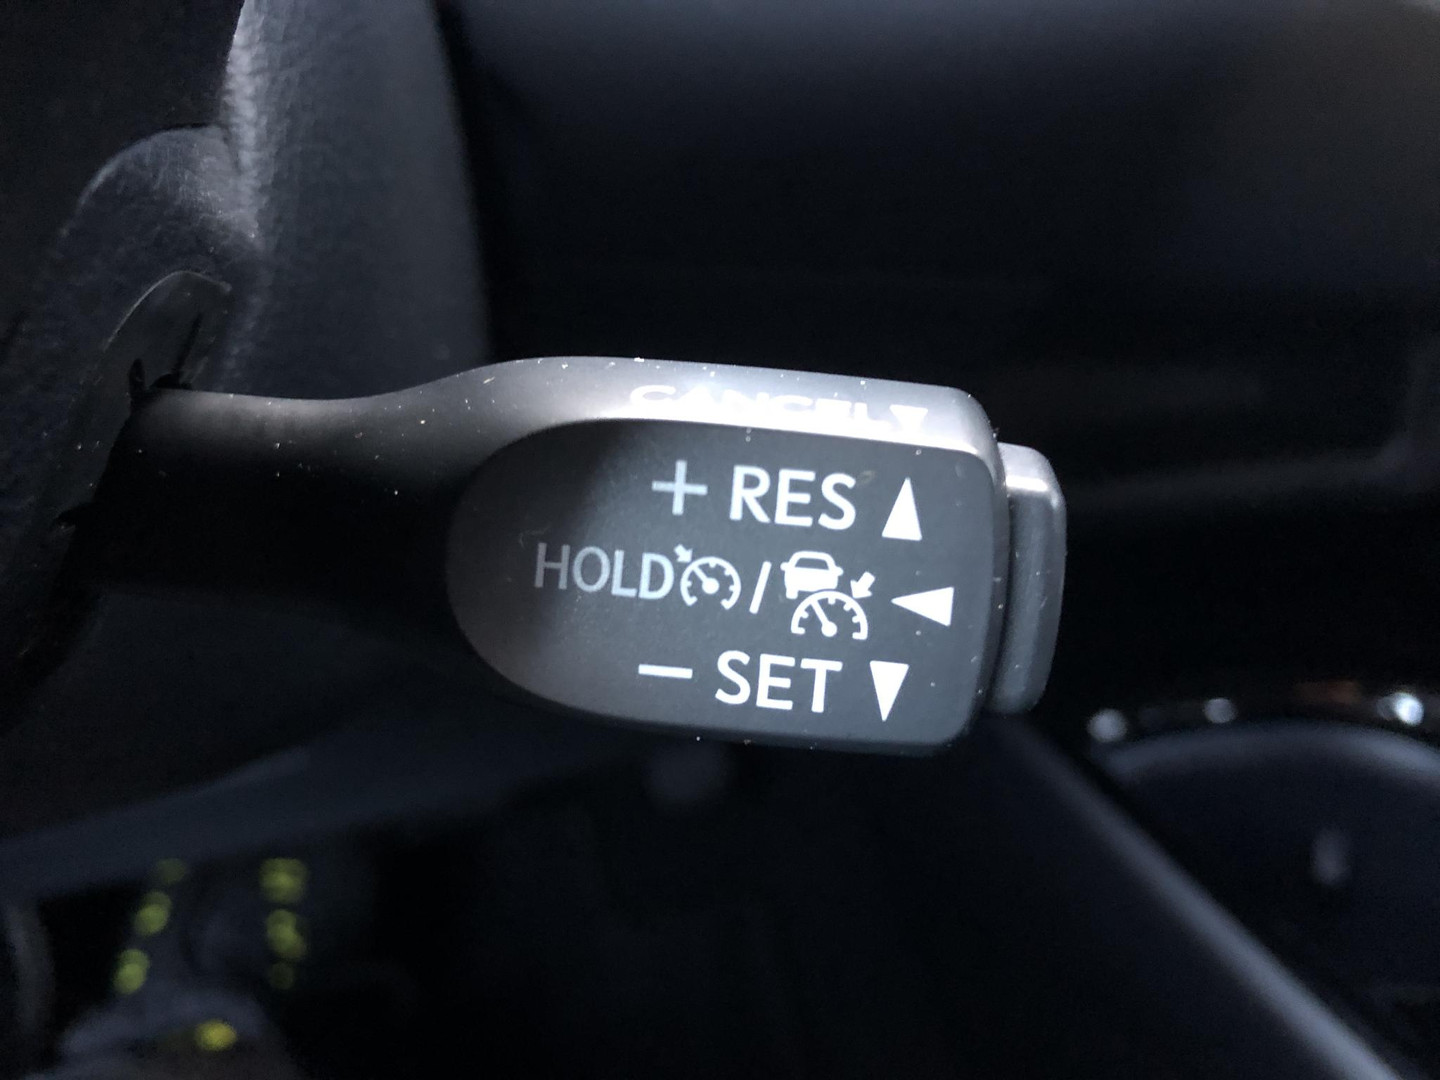 CANCEL
+ RES
HOLD /
− SET